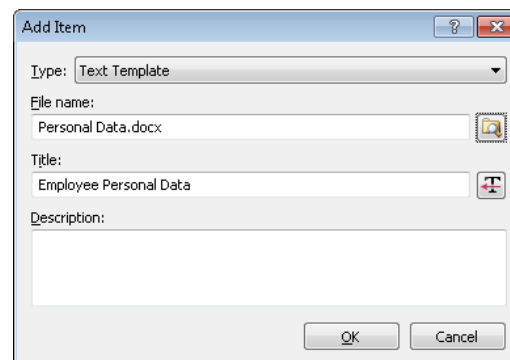 Add Item
Type: Text Template
File name:
Personal Data.docx
Title:
Employee Personal Data
Description:
OK Cancel